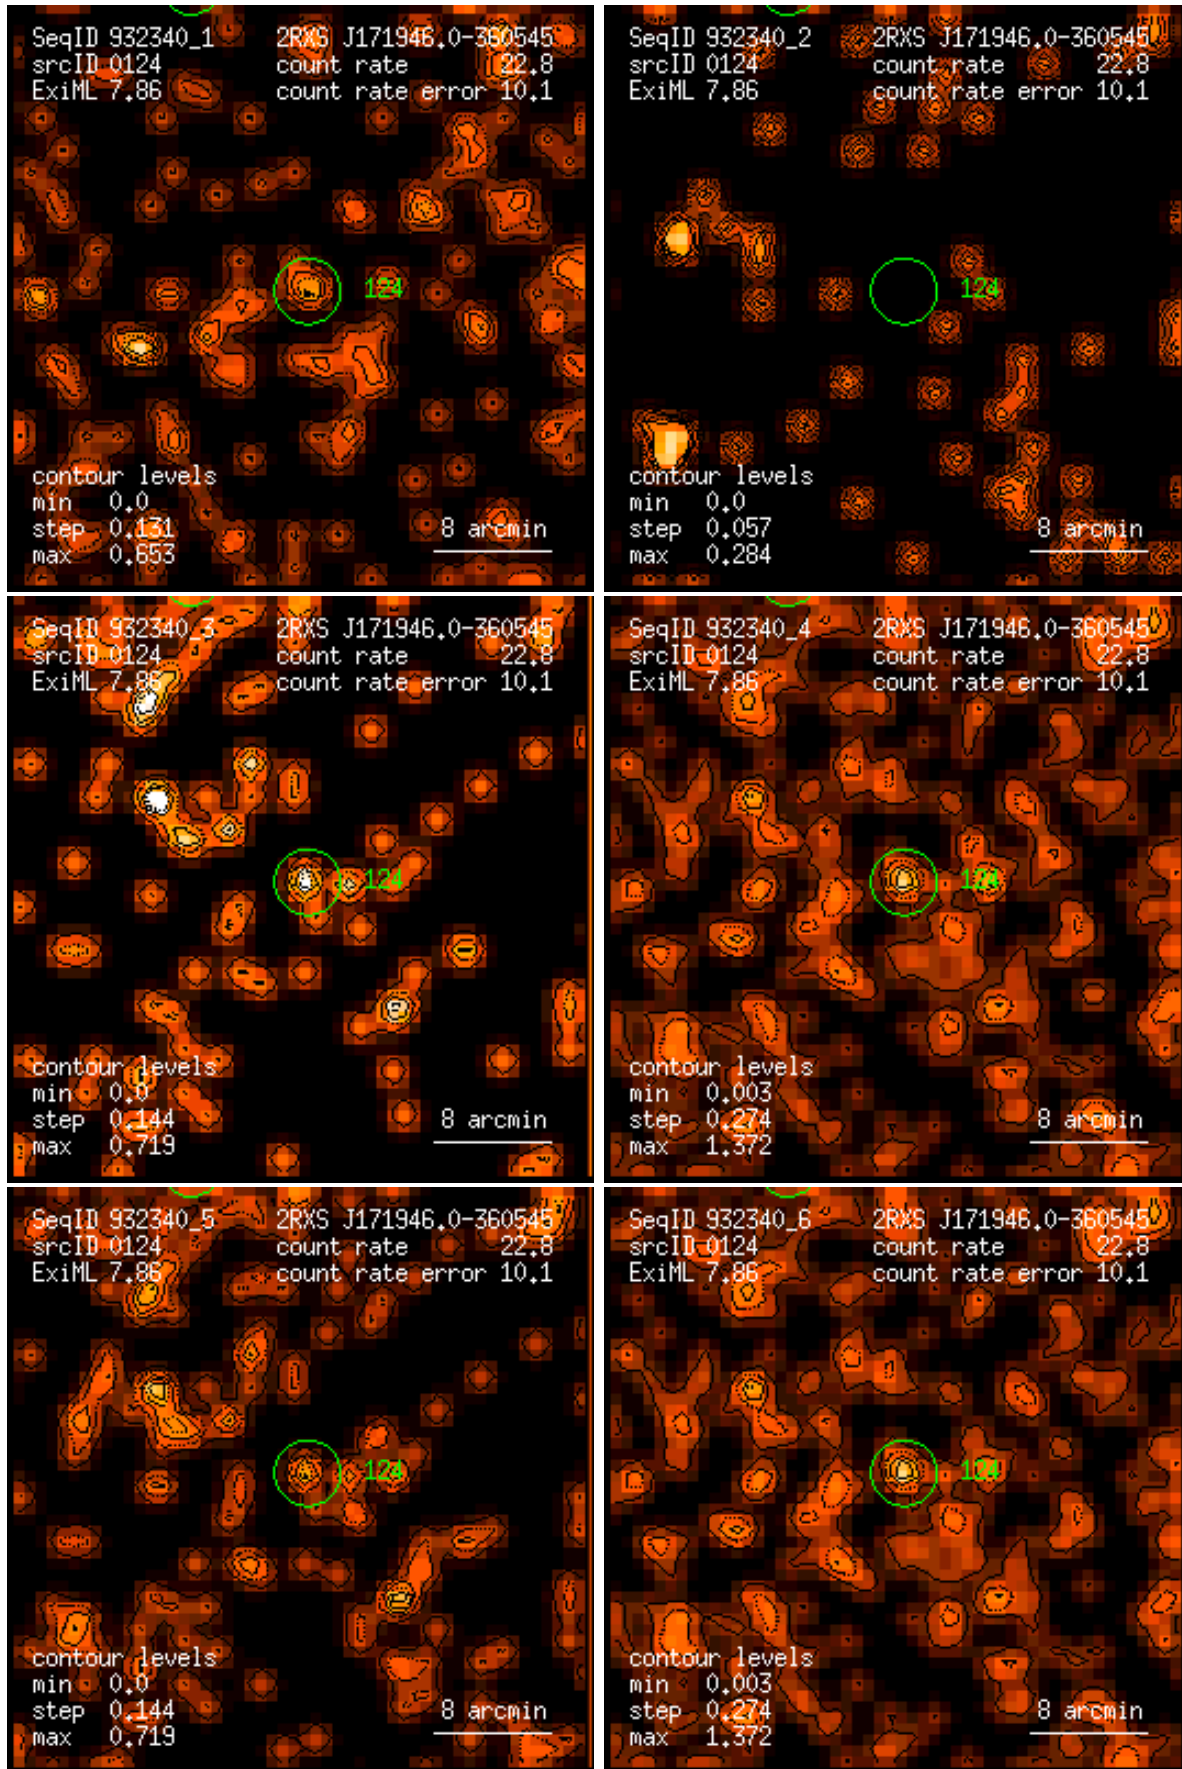 SeqID 932340_1 2RXS J171946.0-360545
srcID 0124 count rate 22.8
ExiML 7.86 count rate error 10.1
124
contour levels
min 0.0
step 0.131 8 arcmin
max 0.653
SeqID 932340_2 2RXS J171946.0-360545
srcID 0124 count rate 22.8
ExiML 7.86 count rate error 10.1
124
contour levels
min 0.0
step 0.057 8 arcmin
max 0.284
SeqID 932340_3 2RXS J171946.0-360545
srcID 0124 count rate 22.8
ExiML 7.86 count rate error 10.1
124
contour levels
min 0.0
step 0.144 8 arcmin
max 0.719
SeqID 932340_4 2RXS J171946.0-360545
srcID 0124 count rate 22.8
ExiML 7.86 count rate error 10.1
124
contour levels
min 0.003
step 0.274 8 arcmin
max 1.372
SeqID 932340_5 2RXS J171946.0-360545
srcID 0124 count rate 22.8
ExiML 7.86 count rate error 10.1
124
contour levels
min 0.0
step 0.144 8 arcmin
max 0.719
SeqID 932340_6 2RXS J171946.0-360545
srcID 0124 count rate 22.8
ExiML 7.86 count rate error 10.1
124
contour levels
min 0.003
step 0.274 8 arcmin
max 1.372